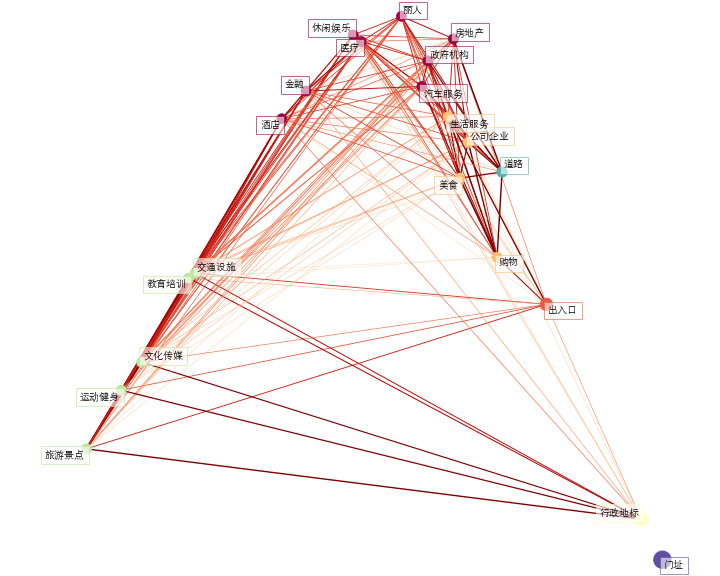 丽人
休闲娱乐
房地产
医疗
政府机构
金融
汽车服务
酒店
生活服务
公司企业
道路
美食
购物
交通设施
教育培训
出入口
文化传媒
运动健身
旅游景点
行政地标
门址